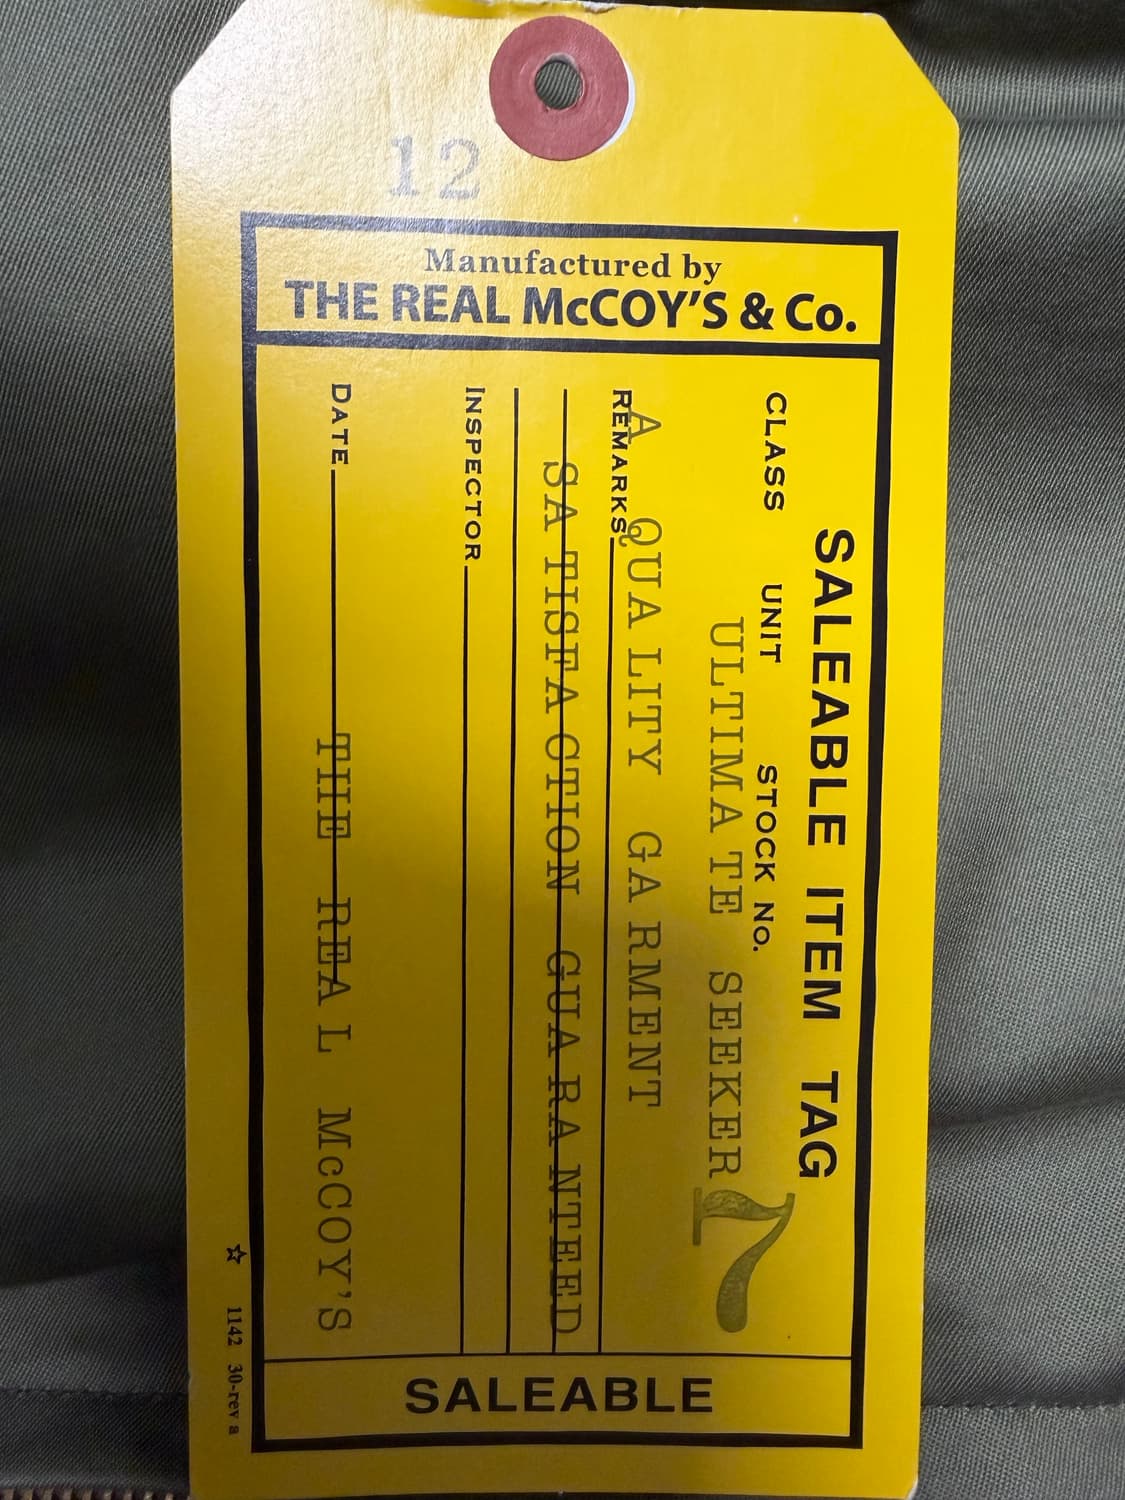 12
Manufactured by
THE REAL McCOY'S & Co.
SALEABLE ITEM TAG
CLASS UNIT STOCK NO.
ULTIMATE SEEKER 7
A QUALITY GARMENT
REMARKS
SATISFACTION GUARANTEED
INSPECTOR
DATE
THE REAL McCOY'S
☆ 1142 30-rev a
SALEABLE